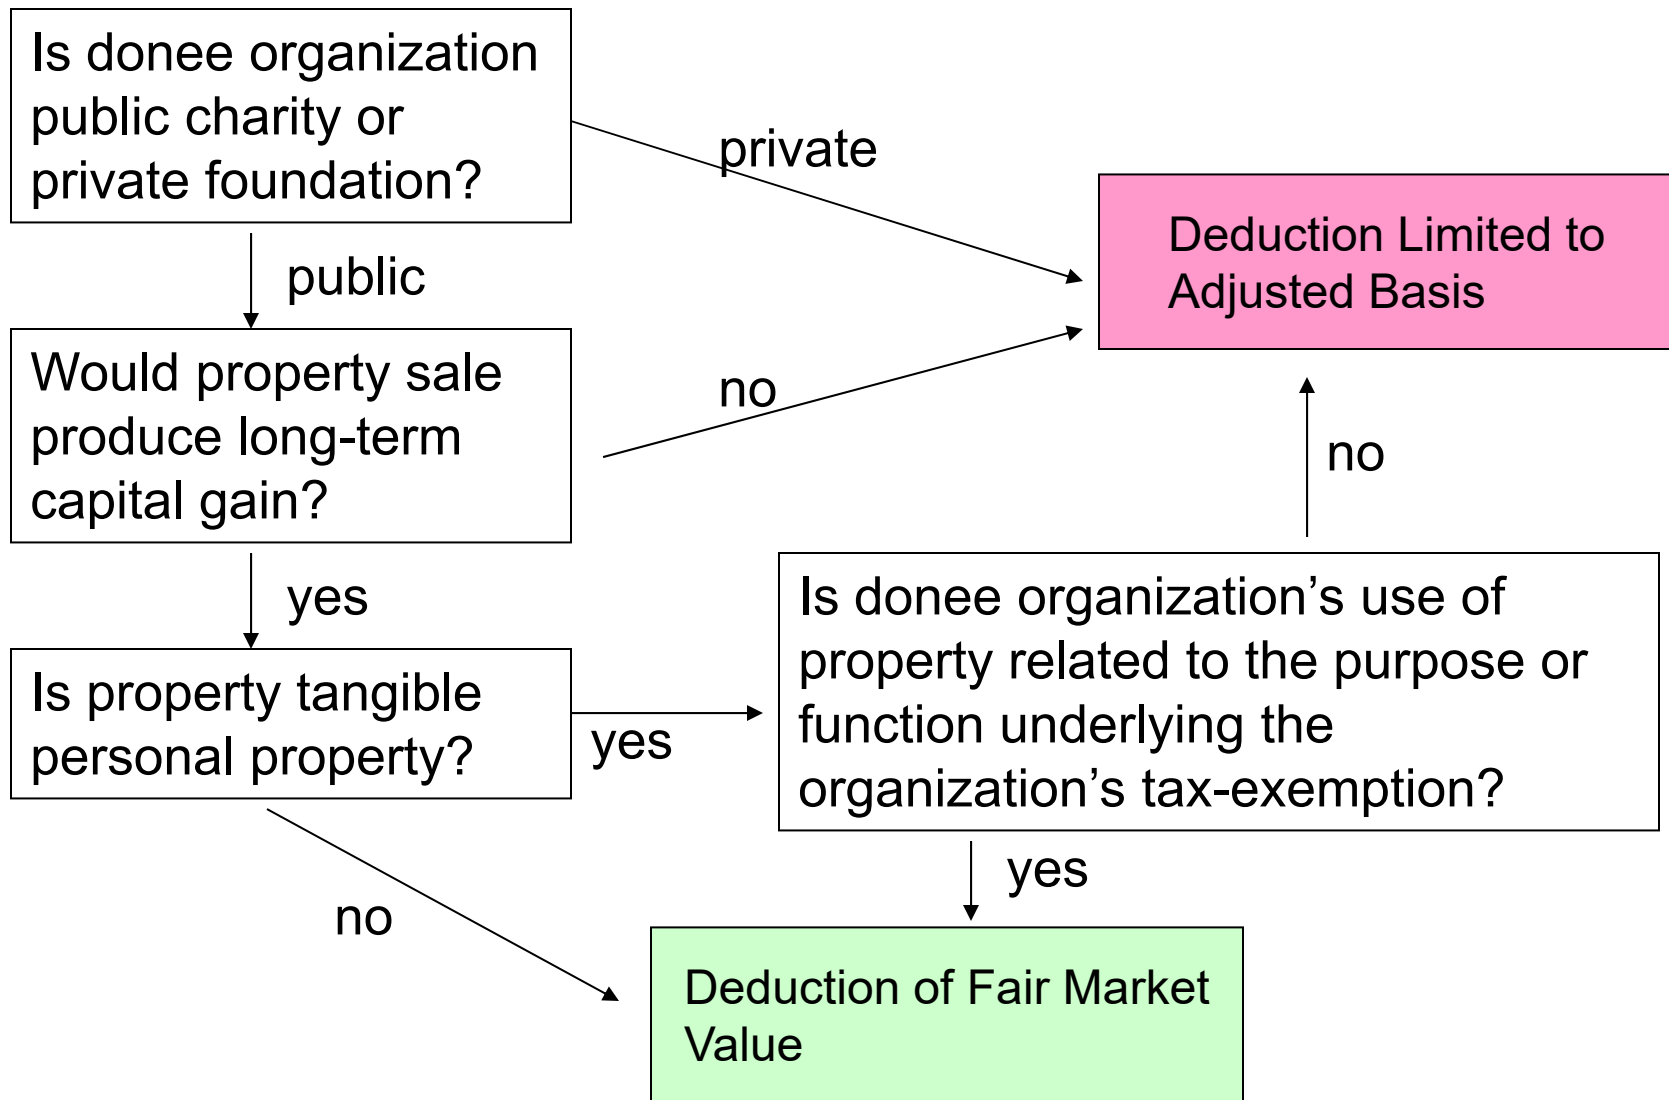 Is donee organization
public charity or
private foundation?
private
Deduction Limited to
Adjusted Basis
public
Would property sale
produce long-term
capital gain?
no
no
yes
Is donee organization’s use of
property related to the purpose or
function underlying the
organization’s tax-exemption?
Is property tangible
personal property?
yes
yes
no
Deduction of Fair Market
Value